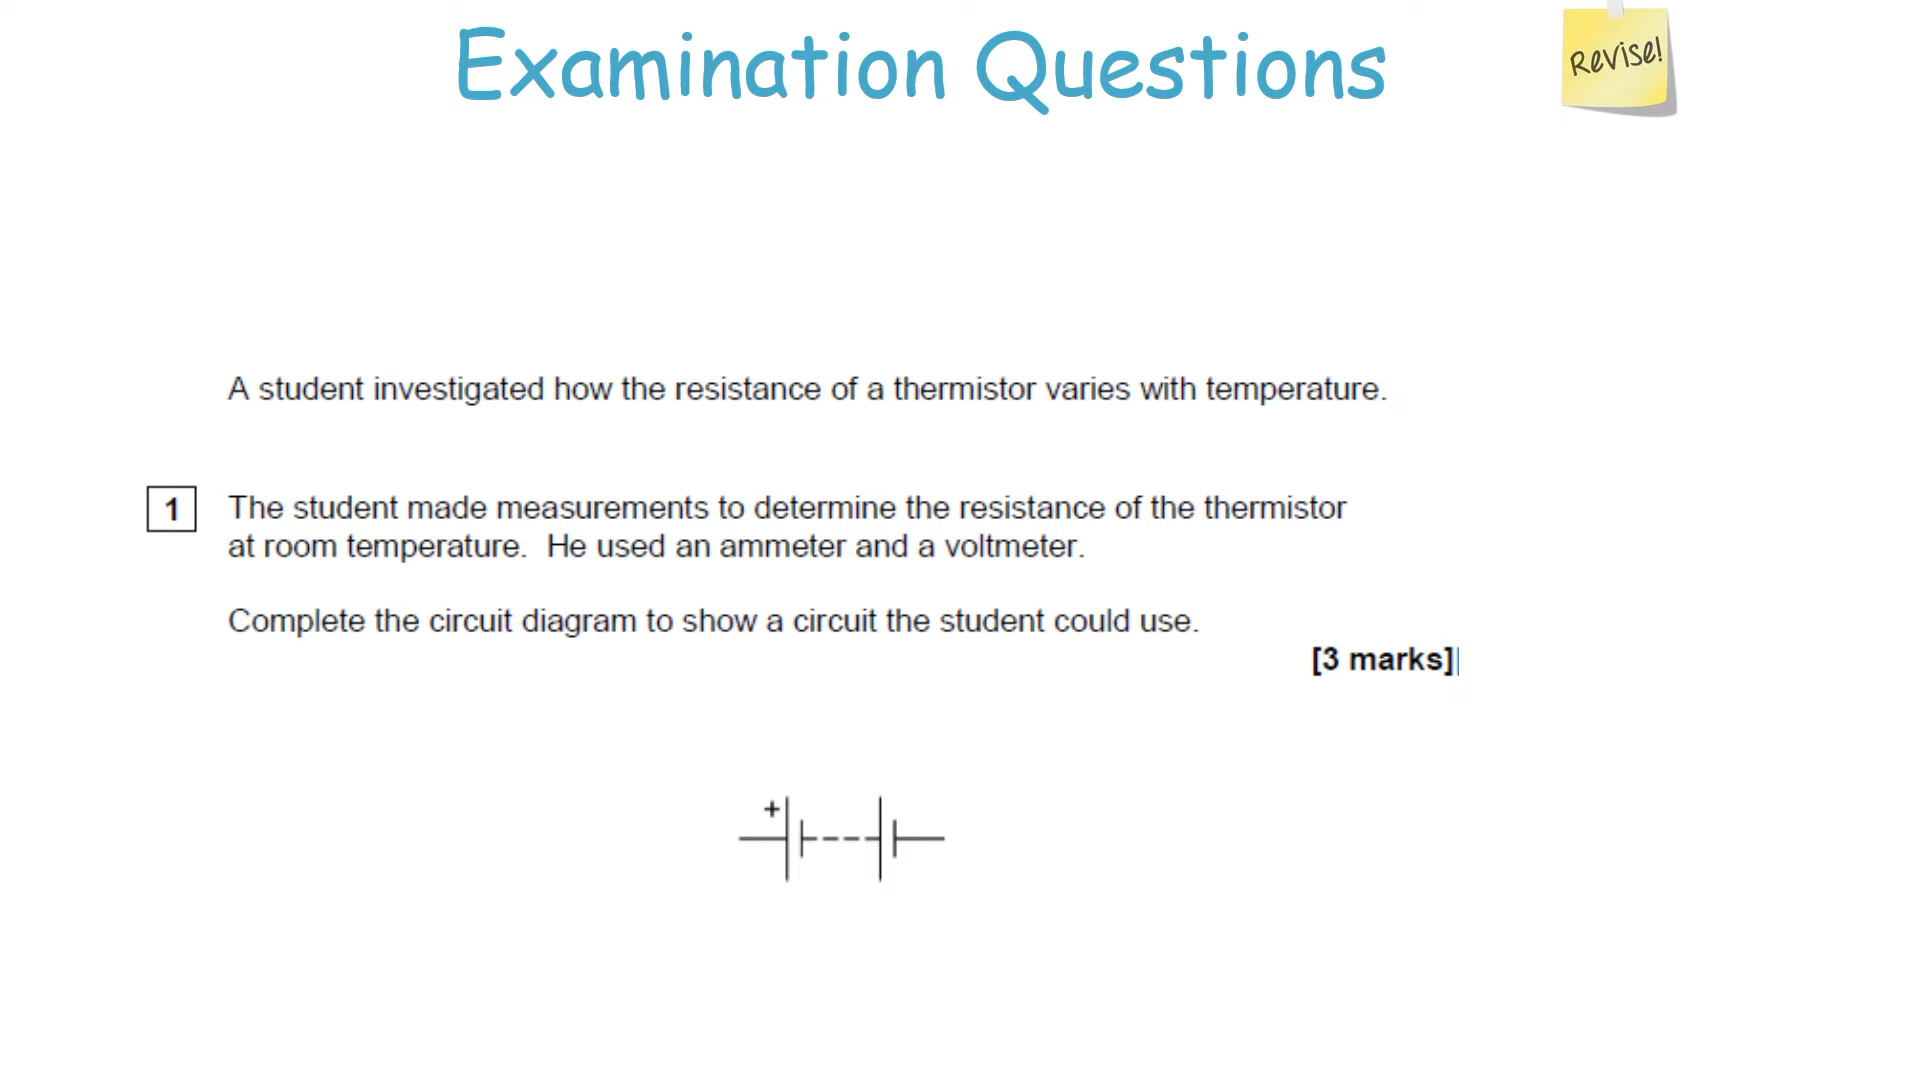 Examination Questions
Revise!
A student investigated how the resistance of a thermistor varies with temperature.
1 The student made measurements to determine the resistance of the thermistor
at room temperature. He used an ammeter and a voltmeter.
Complete the circuit diagram to show a circuit the student could use.
[3 marks]
+